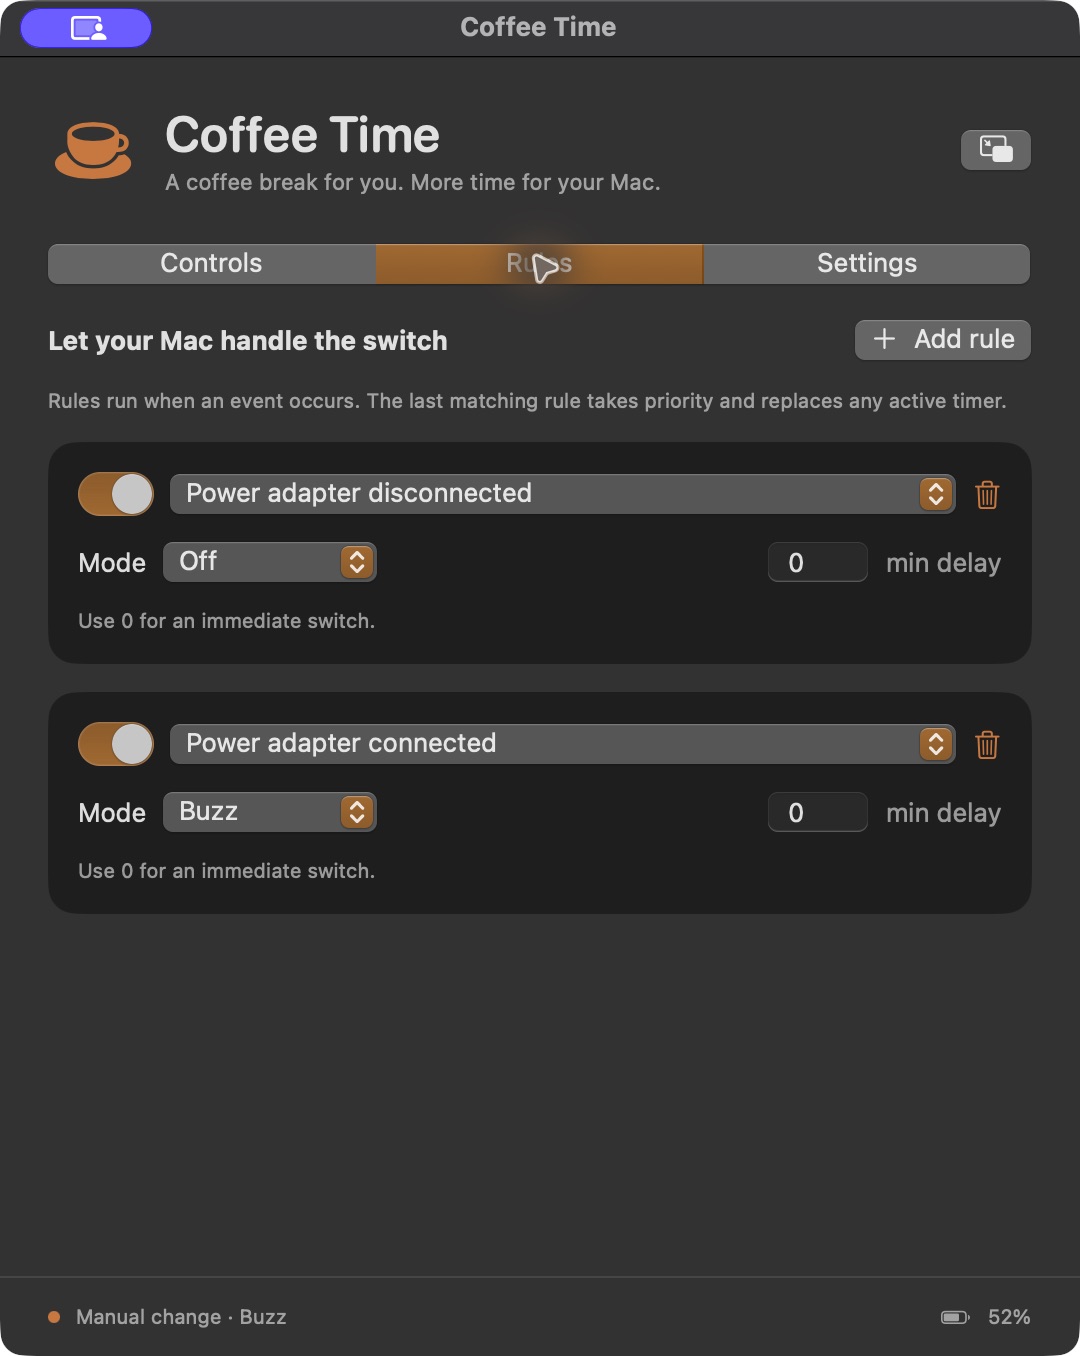 Coffee Time
Coffee Time
A coffee break for you. More time for your Mac.
Controls Rules Settings
Let your Mac handle the switch
Add rule
Rules run when an event occurs. The last matching rule takes priority and replaces any active timer.
Power adapter disconnected
Mode Off 0 min delay
Use 0 for an immediate switch.
Power adapter connected
Mode Buzz 0 min delay
Use 0 for an immediate switch.
Manual change · Buzz 52%